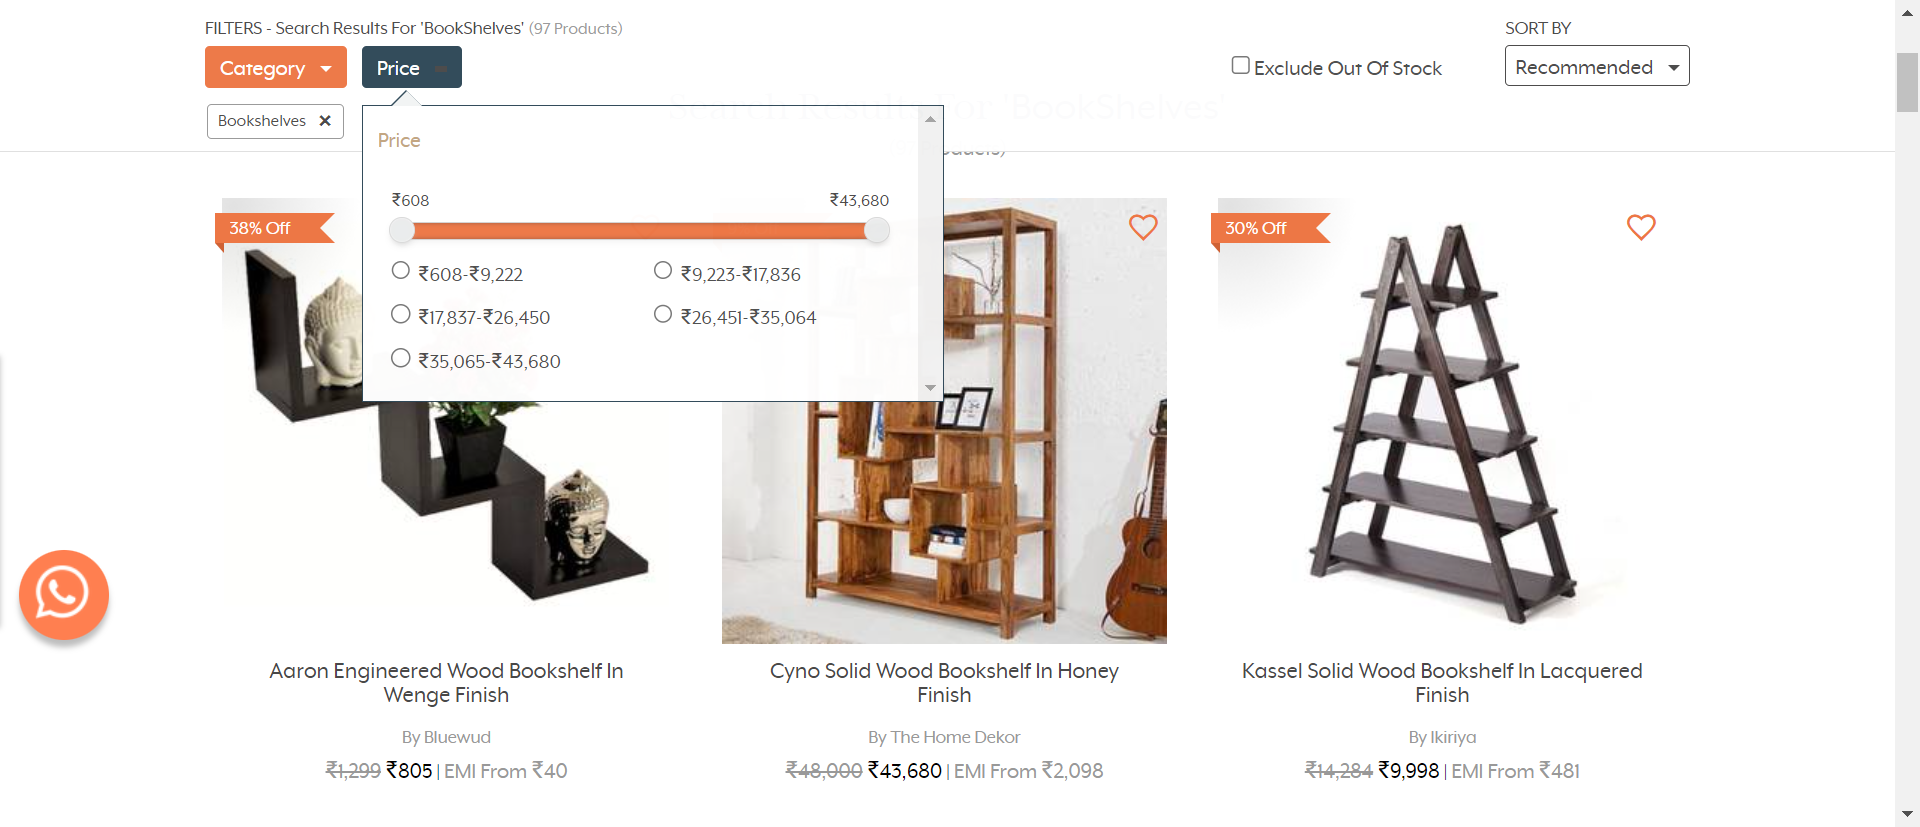 FILTERS - Search Results For 'BookShelves' (97 Products)
SORT BY
Category
Price
Exclude Out Of Stock
Recommended
Bookshelves ✕
Search Results For 'BookShelves'
Price
₹608
₹43,680
38% Off
30% Off
₹608-₹9,222
₹9,223-₹17,836
₹17,837-₹26,450
₹26,451-₹35,064
₹35,065-₹43,680
Aaron Engineered Wood Bookshelf In
Wenge Finish
By Bluewud
₹1,299 ₹805 | EMI From ₹40
Cyno Solid Wood Bookshelf In Honey
Finish
By The Home Dekor
₹48,000 ₹43,680 | EMI From ₹2,098
Kassel Solid Wood Bookshelf In Lacquered
Finish
By Ikiriya
₹14,284 ₹9,998 | EMI From ₹481